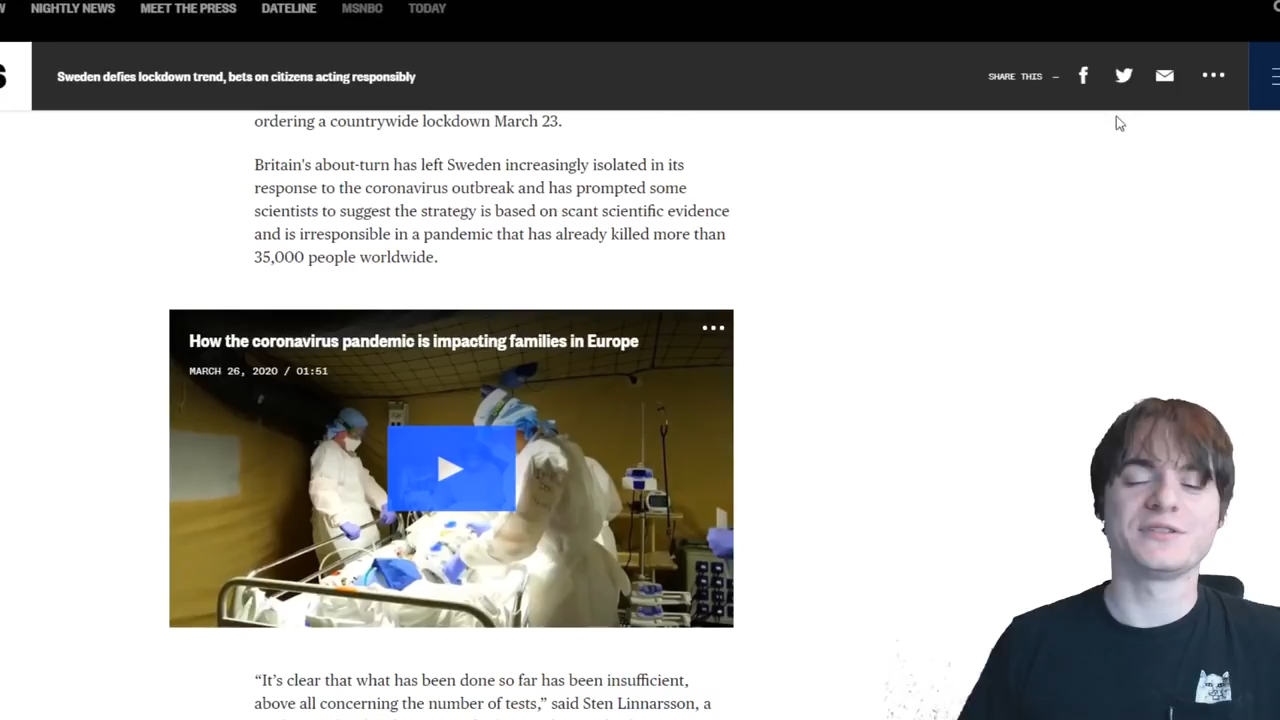 NIGHTLY NEWS MEET THE PRESS DATELINE MSNBC TODAY
Sweden defies lockdown trend, bets on citizens acting responsibly
SHARE THIS –
ordering a countrywide lockdown March 23.
Britain's about-turn has left Sweden increasingly isolated in its
response to the coronavirus outbreak and has prompted some
scientists to suggest the strategy is based on scant scientific evidence
and is irresponsible in a pandemic that has already killed more than
35,000 people worldwide.
How the coronavirus pandemic is impacting families in Europe
MARCH 26, 2020 / 01:51
“It’s clear that what has been done so far has been insufficient,
above all concerning the number of tests,” said Sten Linnarsson, a